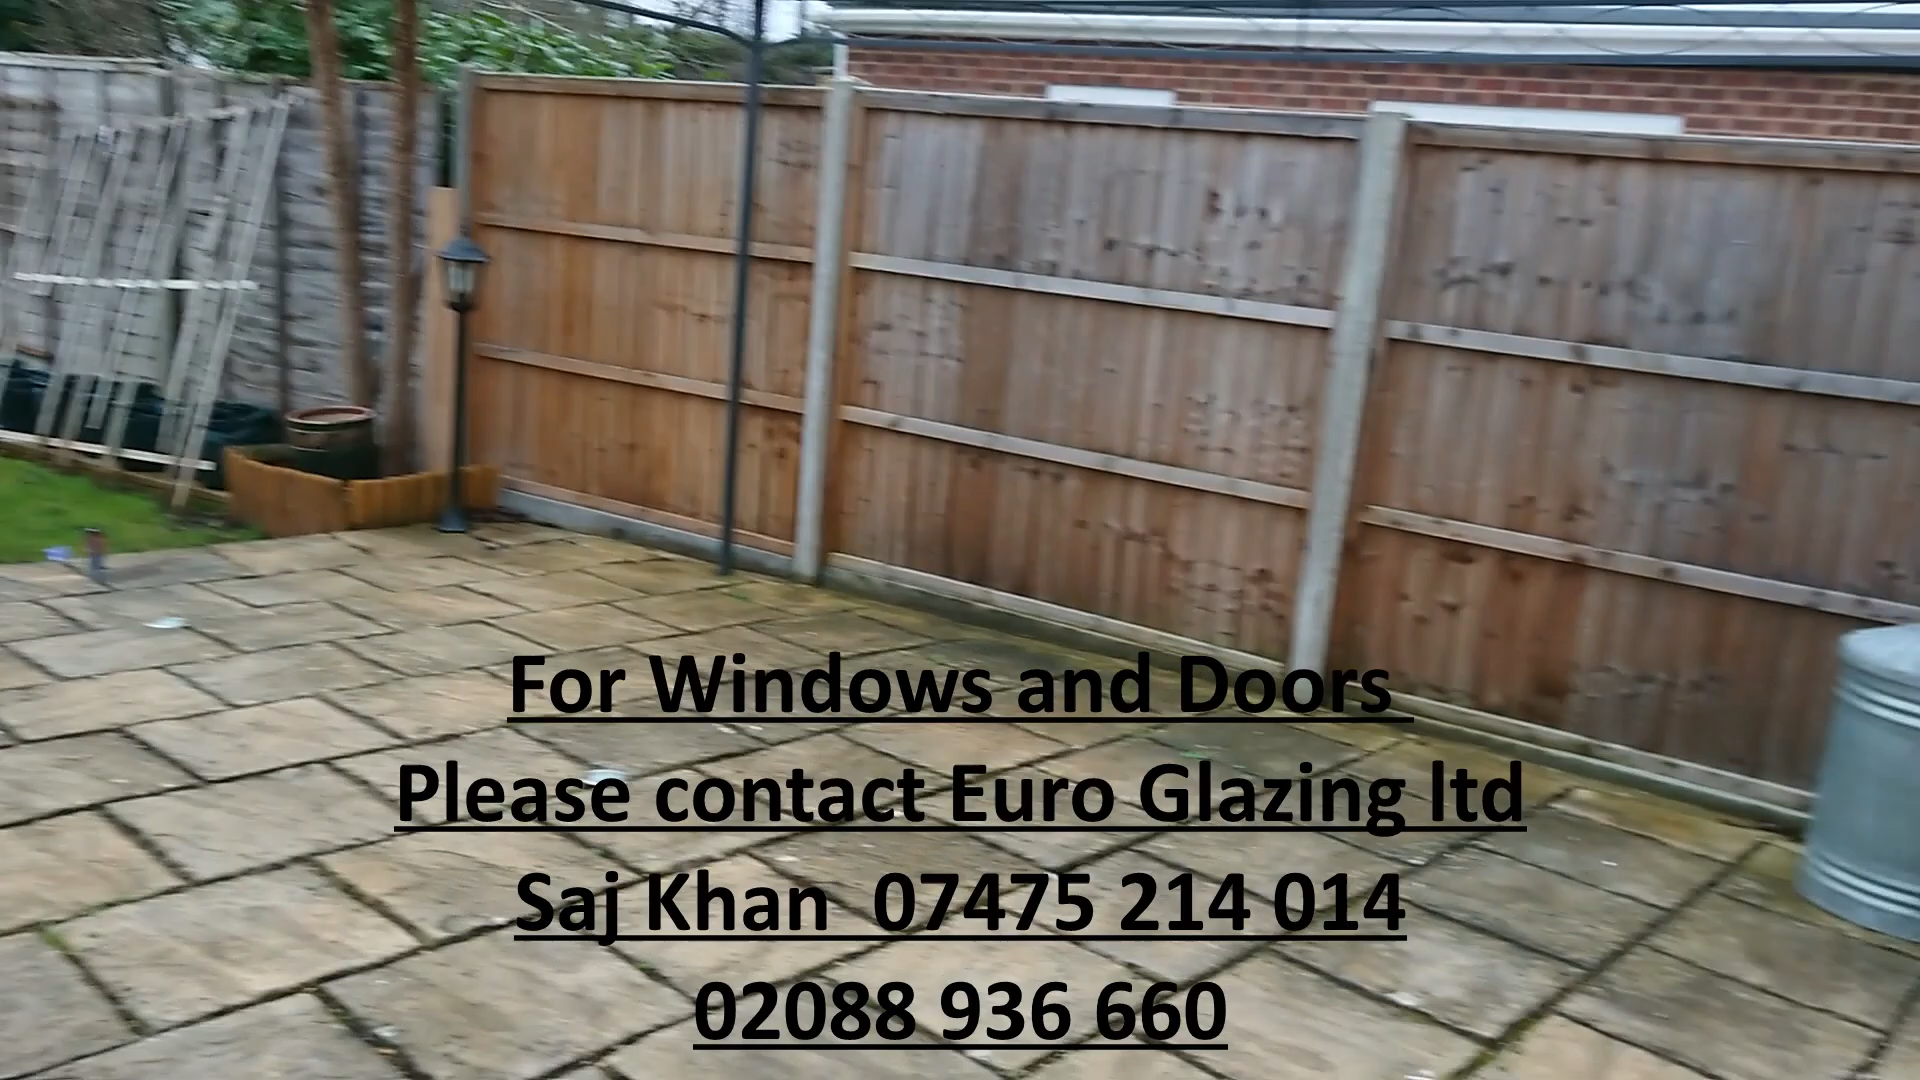 For Windows and Doors
Please contact Euro Glazing ltd
Saj Khan  07475 214 014
02088 936 660